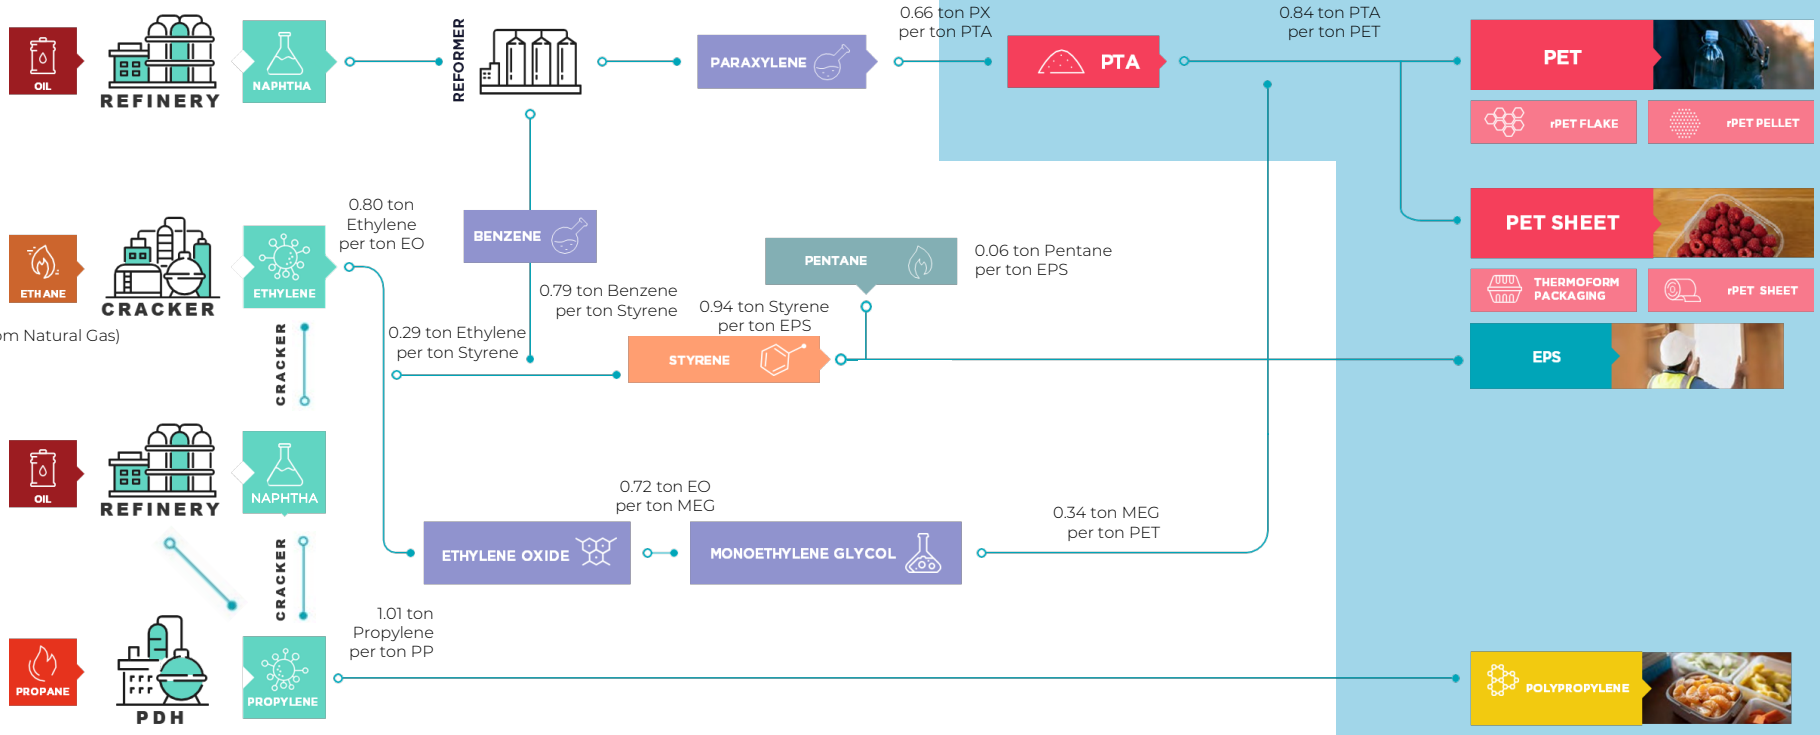 0.66 ton PX
per ton PTA
0.84 ton PTA
per ton PET
OIL
REFINERY
NAPHTHA
REFORMER
PARAXYLENE
PTA
PET
rPET FLAKE
rPET PELLET
0.80 ton
Ethylene
per ton EO
BENZENE
PENTANE
0.06 ton Pentane
per ton EPS
PET SHEET
ETHANE
CRACKER
ETHYLENE
THERMOFORM
PACKAGING
rPET SHEET
0.79 ton Benzene
per ton Styrene
0.94 ton Styrene
per ton EPS
om Natural Gas)
CRACKER
0.29 ton Ethylene
per ton Styrene
STYRENE
EPS
OIL
REFINERY
NAPHTHA
0.72 ton EO
per ton MEG
0.34 ton MEG
per ton PET
CRACKER
ETHYLENE OXIDE
MONOETHYLENE GLYCOL
1.01 ton
Propylene
per ton PP
PROPANE
PDH
PROPYLENE
POLYPROPYLENE